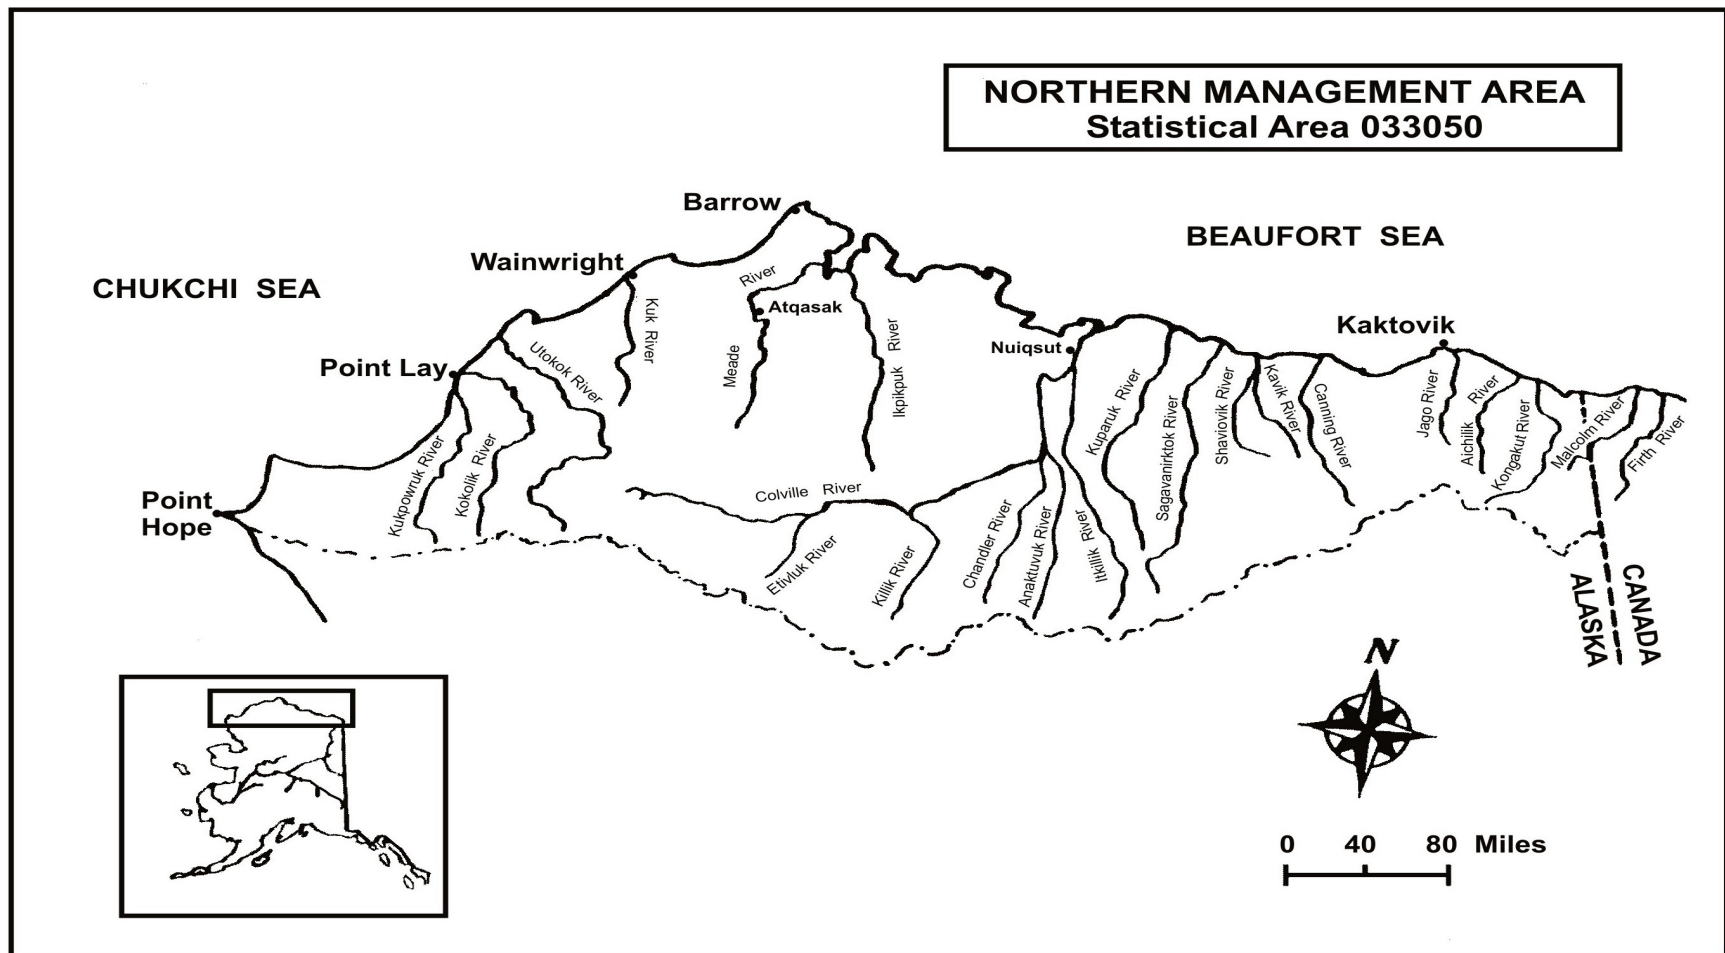 NORTHERN MANAGEMENT AREA
Statistical Area 033050
Barrow
BEAUFORT SEA
Wainwright
CHUKCHI SEA
River
Atqasak
Kuk River
Meade
Ikpikpuk River
Kaktovik
Nuiqsut
Point Lay
Utokok River
Kuparuk River
Sagavanirktok River
Shaviovik River
Kavik River
Canning River
Jago River
Aichilik River
Kongakut River
Malcolm River
Firth River
Kukpowruk River
Kokolik River
Colville River
Point
Hope
Etivluk River
Killik River
Chandler River
Anaktuvuk River
Itkillik River
ALASKA
CANADA
N
0 40 80 Miles